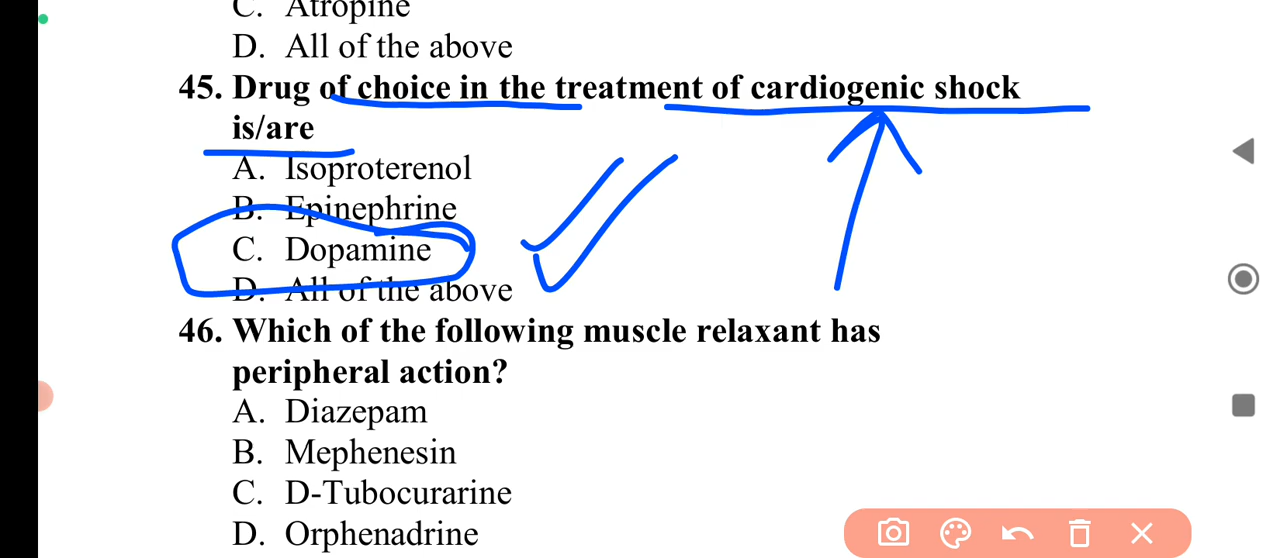 C. Atropine
D. All of the above
45. Drug of choice in the treatment of cardiogenic shock
is/are
A. Isoproterenol
B. Epinephrine
C. Dopamine
D. All of the above
46. Which of the following muscle relaxant has
peripheral action?
A. Diazepam
B. Mephenesin
C. D-Tubocurarine
D. Orphenadrine